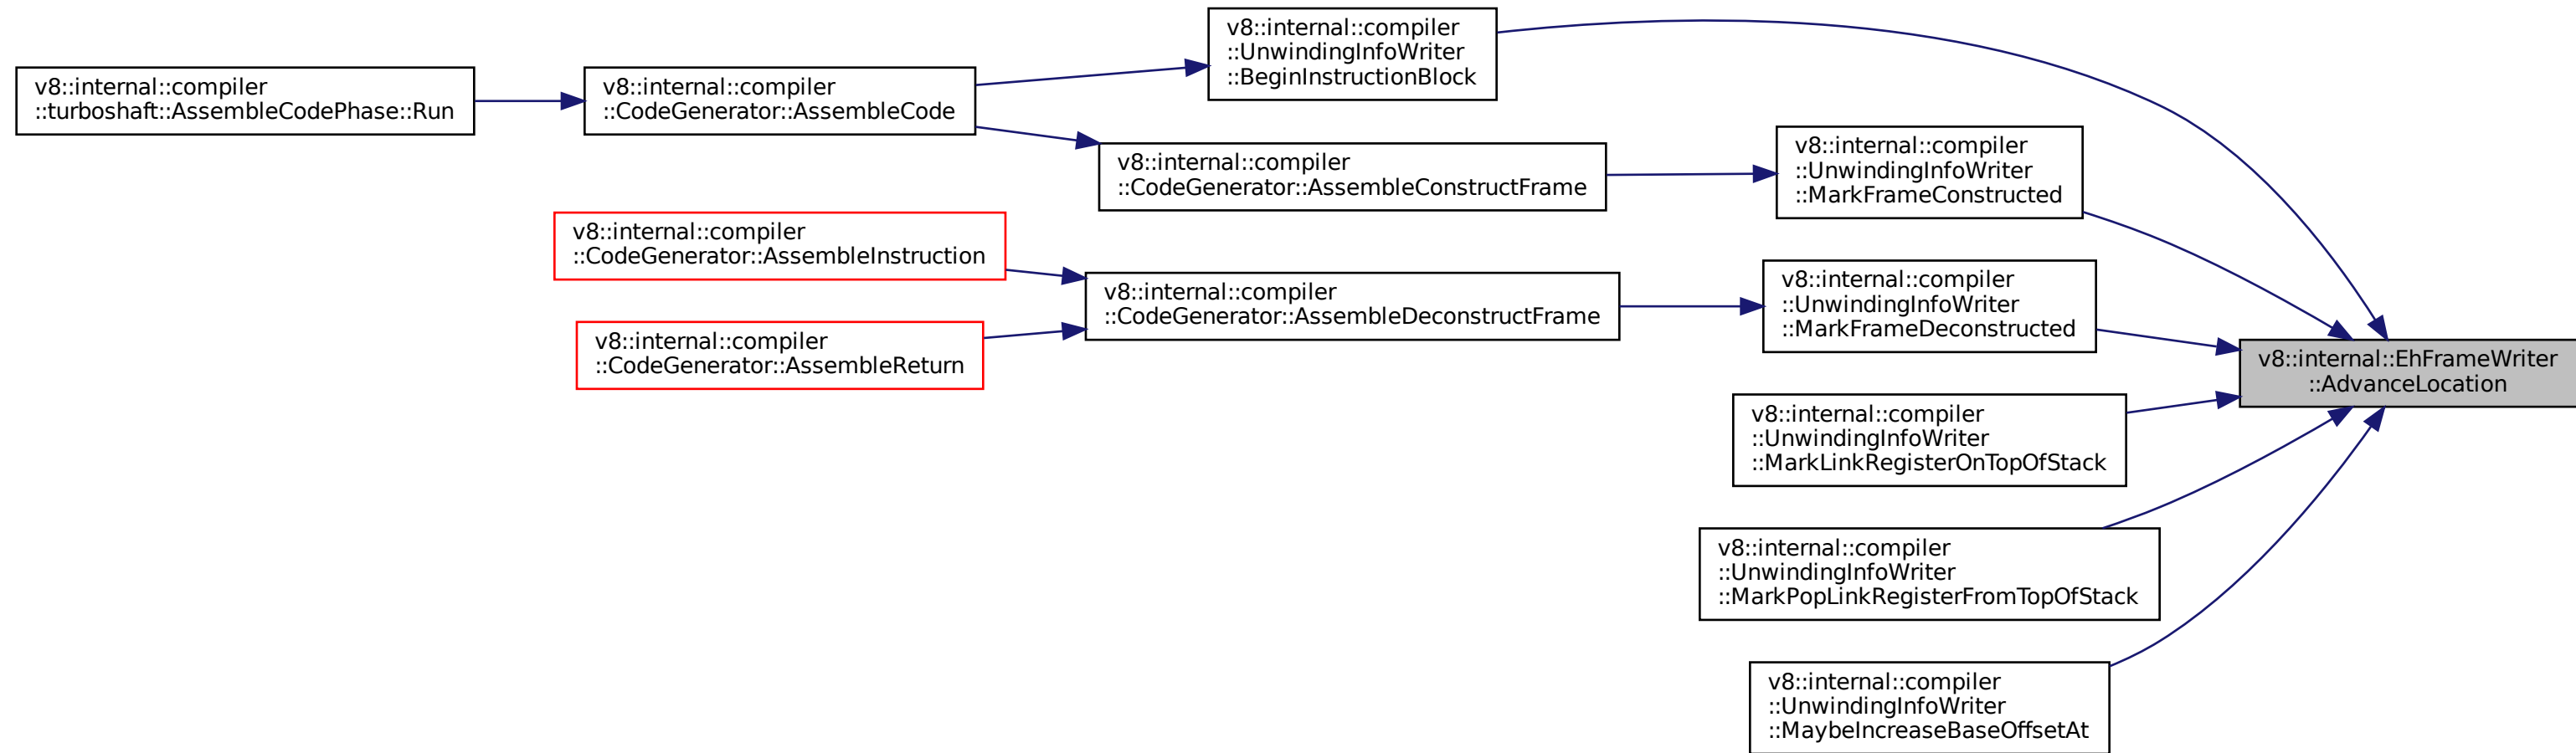 v8::internal::compiler
::turboshaft::AssembleCodePhase::Run
v8::internal::compiler
::CodeGenerator::AssembleCode
v8::internal::compiler
::UnwindingInfoWriter
::BeginInstructionBlock
v8::internal::compiler
::CodeGenerator::AssembleConstructFrame
v8::internal::compiler
::UnwindingInfoWriter
::MarkFrameConstructed
v8::internal::compiler
::CodeGenerator::AssembleInstruction
v8::internal::compiler
::CodeGenerator::AssembleReturn
v8::internal::compiler
::CodeGenerator::AssembleDeconstructFrame
v8::internal::compiler
::UnwindingInfoWriter
::MarkFrameDeconstructed
v8::internal::EhFrameWriter
::AdvanceLocation
v8::internal::compiler
::UnwindingInfoWriter
::MarkLinkRegisterOnTopOfStack
v8::internal::compiler
::UnwindingInfoWriter
::MarkPopLinkRegisterFromTopOfStack
v8::internal::compiler
::UnwindingInfoWriter
::MaybeIncreaseBaseOffsetAt